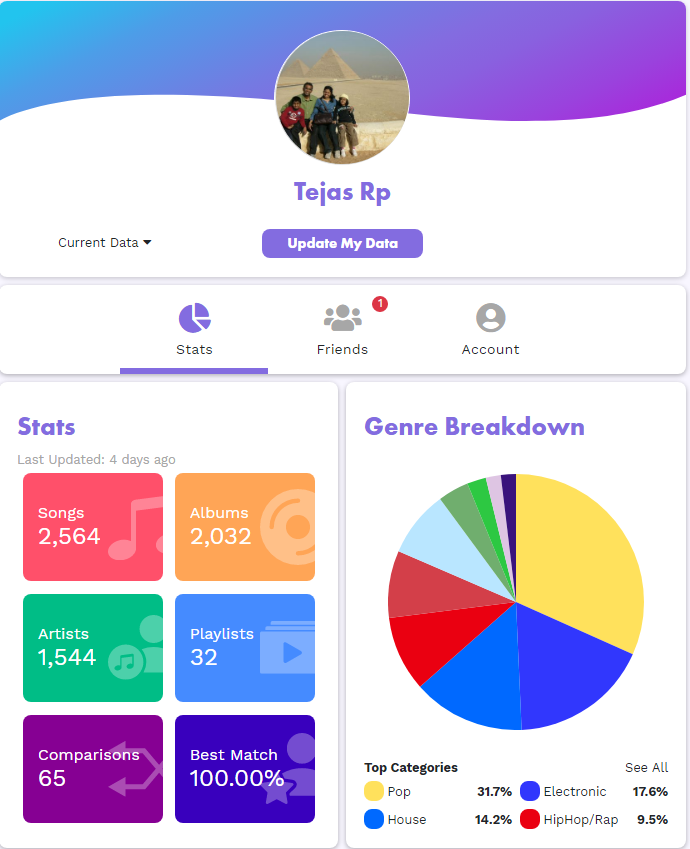 Tejas Rp
Current Data
Update My Data
1
Stats
Friends
Account
Stats
Last Updated: 4 days ago
Songs
2,564
Albums
2,032
Artists
1,544
Playlists
32
Comparisons
65
Best Match
100.00%
Genre Breakdown
Top Categories See All
Pop 31.7% Electronic 17.6%
House 14.2% HipHop/Rap 9.5%